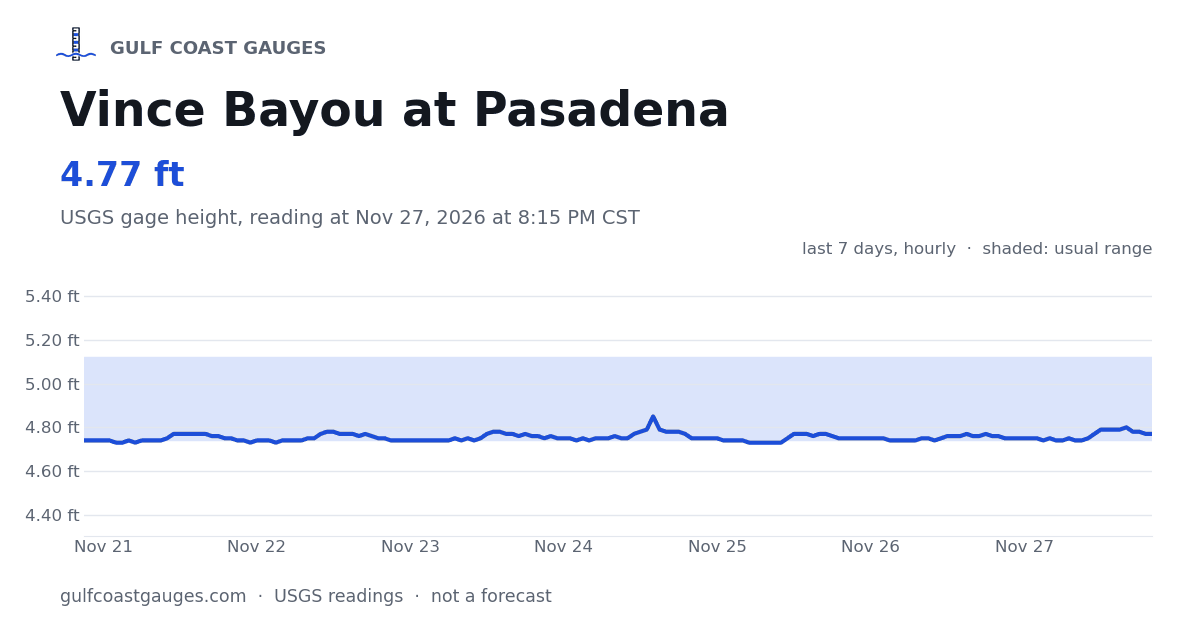 GULF COAST GAUGES
Vince Bayou at Pasadena
4.77 ft
USGS gage height, reading at Nov 27, 2026 at 8:15 PM CST
last 7 days, hourly · shaded: usual range
5.40 ft
5.20 ft
5.00 ft
4.80 ft
4.60 ft
4.40 ft
Nov 21 Nov 22 Nov 23 Nov 24 Nov 25 Nov 26 Nov 27
gulfcoastgauges.com · USGS readings · not a forecast